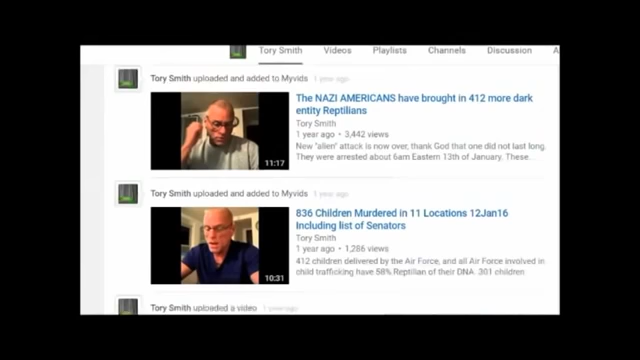 Tory Smith Videos Playlists Channels Discussion A
Tory Smith uploaded and added to Myvids 1 year ago
The NAZI AMERICANS have brought in 412 more dark
entity Reptilians
Tory Smith
1 year ago • 3,442 views
New "alien" attack is now over, thank God that one did not last long.
They were arrested about 6am Eastern 13th of January. These...
11:17
Tory Smith uploaded and added to Myvids 1 year ago
836 Children Murdered in 11 Locations 12Jan16
Including list of Senators
Tory Smith
1 year ago • 1,286 views
412 children delivered by the Air Force, and all Air Force involved in
child trafficking have 58% Reptilian of their DNA. 301 children
10:31
Tory Smith uploaded a video 1 year ago